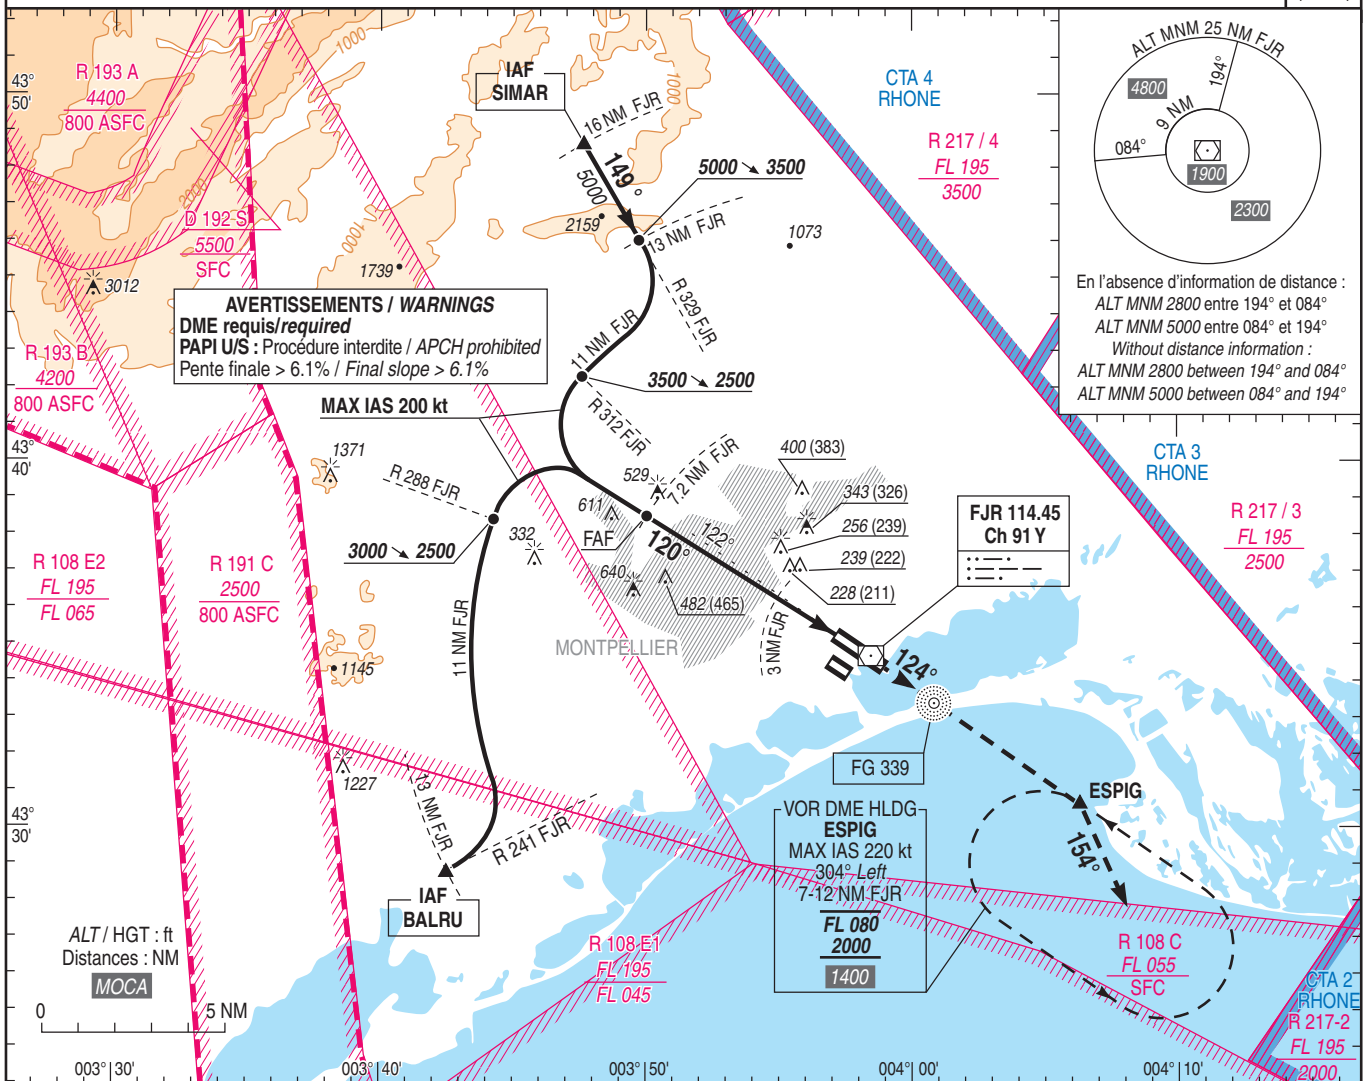 R 193 A
4400
800 ASFC
1000
IAF
SIMAR
16 NM FJR
1000
149°
5000
5000 ➘ 3500
2159
13 NM FJR
1073
CTA 4
RHONE
R 217 / 4
FL 195
3500
ALT MNM 25 NM FJR
4800
194°
9 NM
084°
1900
2300
En l'absence d'information de distance :
ALT MNM 2800 entre 194° et 084°
ALT MNM 5000 entre 084° et 194°
Without distance information :
ALT MNM 2800 between 194° and 084°
ALT MNM 5000 between 084° and 194°
43°
50'
2000
D 192 S
5500
SFC
1000
1739
3012
R 329 FJR
AVERTISSEMENTS / WARNINGS
DME requis/required
PAPI U/S : Procédure interdite / APCH prohibited
Pente finale > 6.1% / Final slope > 6.1%
11 NM FJR
3500 ➘ 2500
R 193 B
4200
800 ASFC
MAX IAS 200 kt
R 312 FJR
43°
40'
1371
R 288 FJR
529
7.2 NM FJR
400 (383)
343 (326)
256 (239)
239 (222)
228 (211)
CTA 3
RHONE
R 217 / 3
FL 195
2500
FJR 114.45
Ch 91 Y
611
FAF
332
3000 ➘ 2500
120°
122°
640
482 (465)
R 108 E2
FL 195
FL 065
R 191 C
2500
800 ASFC
MONTPELLIER
3 NM FJR
11 NM FJR
1145
124°
FG 339
1227
13 NM FJR
R 241 FJR
43°
30'
IAF
BALRU
ESPIG
154°
VOR DME HLDG
ESPIG
MAX IAS 220 kt
304° Left
7-12 NM FJR
FL 080
2000
1400
ALT / HGT : ft
Distances : NM
MOCA
0
5 NM
R 108 E1
FL 195
FL 045
R 108 C
FL 055
SFC
CTA 2
RHONE
R 217-2
FL 195
2000
003° 30'
003° 40'
003° 50'
004° 00'
004° 10'